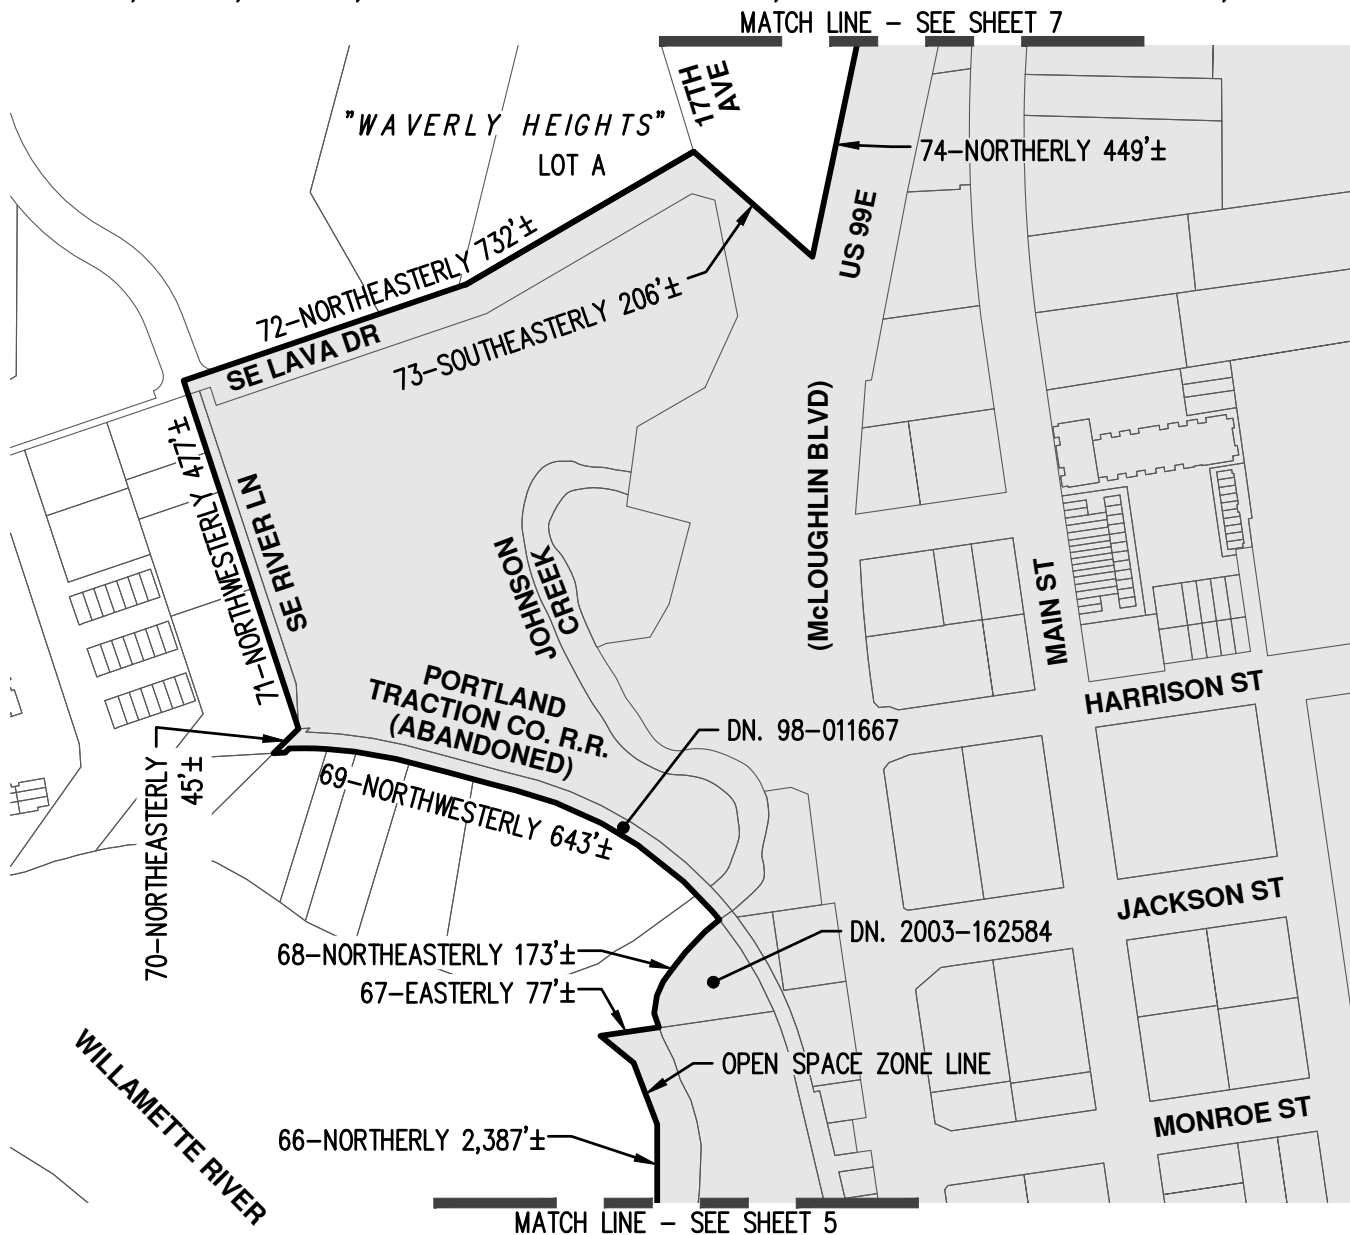 MATCH LINE – SEE SHEET 7
17TH
AVE
"WAVERLY HEIGHTS"
LOT A
74–NORTHERLY 449'±
US 99E
72–NORTHEASTERLY 732'±
SE LAVA DR
73–SOUTHEASTERLY 206'±
(McLOUGHLIN BLVD)
71–NORTHWESTERLY 477'±
SE RIVER LN
JOHNSON
CREEK
MAIN ST
HARRISON ST
PORTLAND
TRACTION CO. R.R.
(ABANDONED)
DN. 98–011667
70–NORTHEASTERLY
45'±
69–NORTHWESTERLY 643'±
JACKSON ST
DN. 2003–162584
68–NORTHEASTERLY 173'±
67–EASTERLY 77'±
OPEN SPACE ZONE LINE
WILLAMETTE RIVER
MONROE ST
66–NORTHERLY 2,387'±
MATCH LINE – SEE SHEET 5